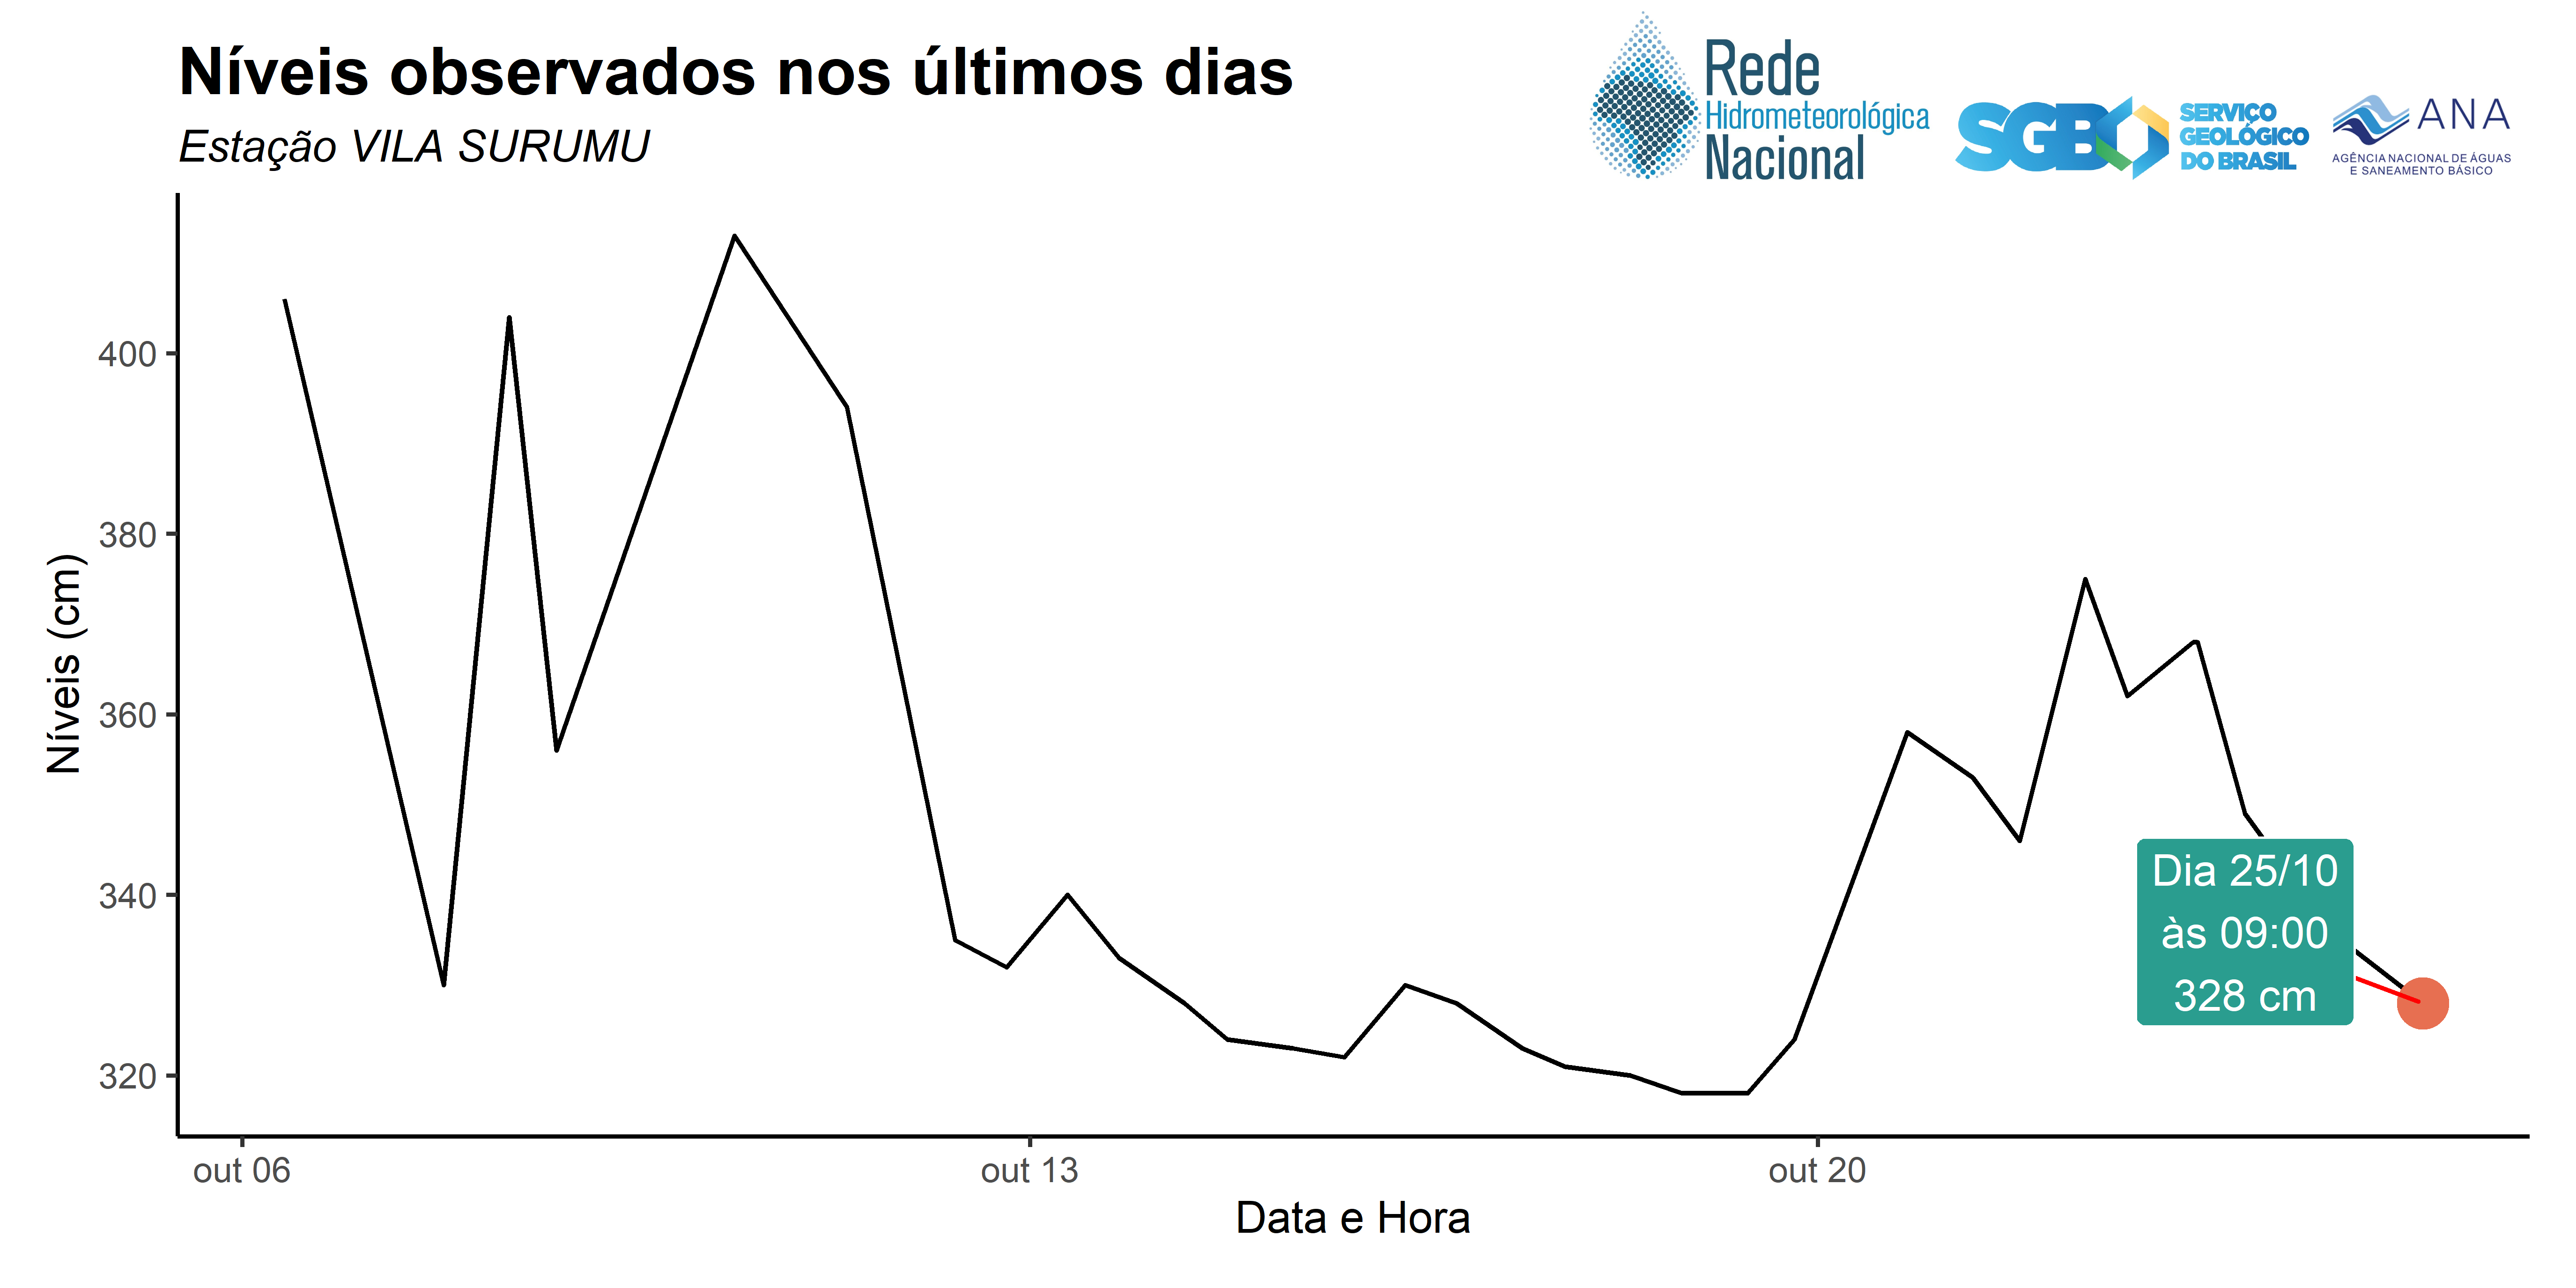 Níveis observados nos últimos dias
Estação VILA SURUMU
Rede
Hidrometeorológica
Nacional
SGB
SERVIÇO
GEOLÓGICO
DO BRASIL
ANA
AGÊNCIA NACIONAL DE ÁGUAS
E SANEAMENTO BÁSICO
Níveis (cm)
400
380
360
340
320
Dia 25/10
às 09:00
328 cm
out 06
out 13
out 20
Data e Hora